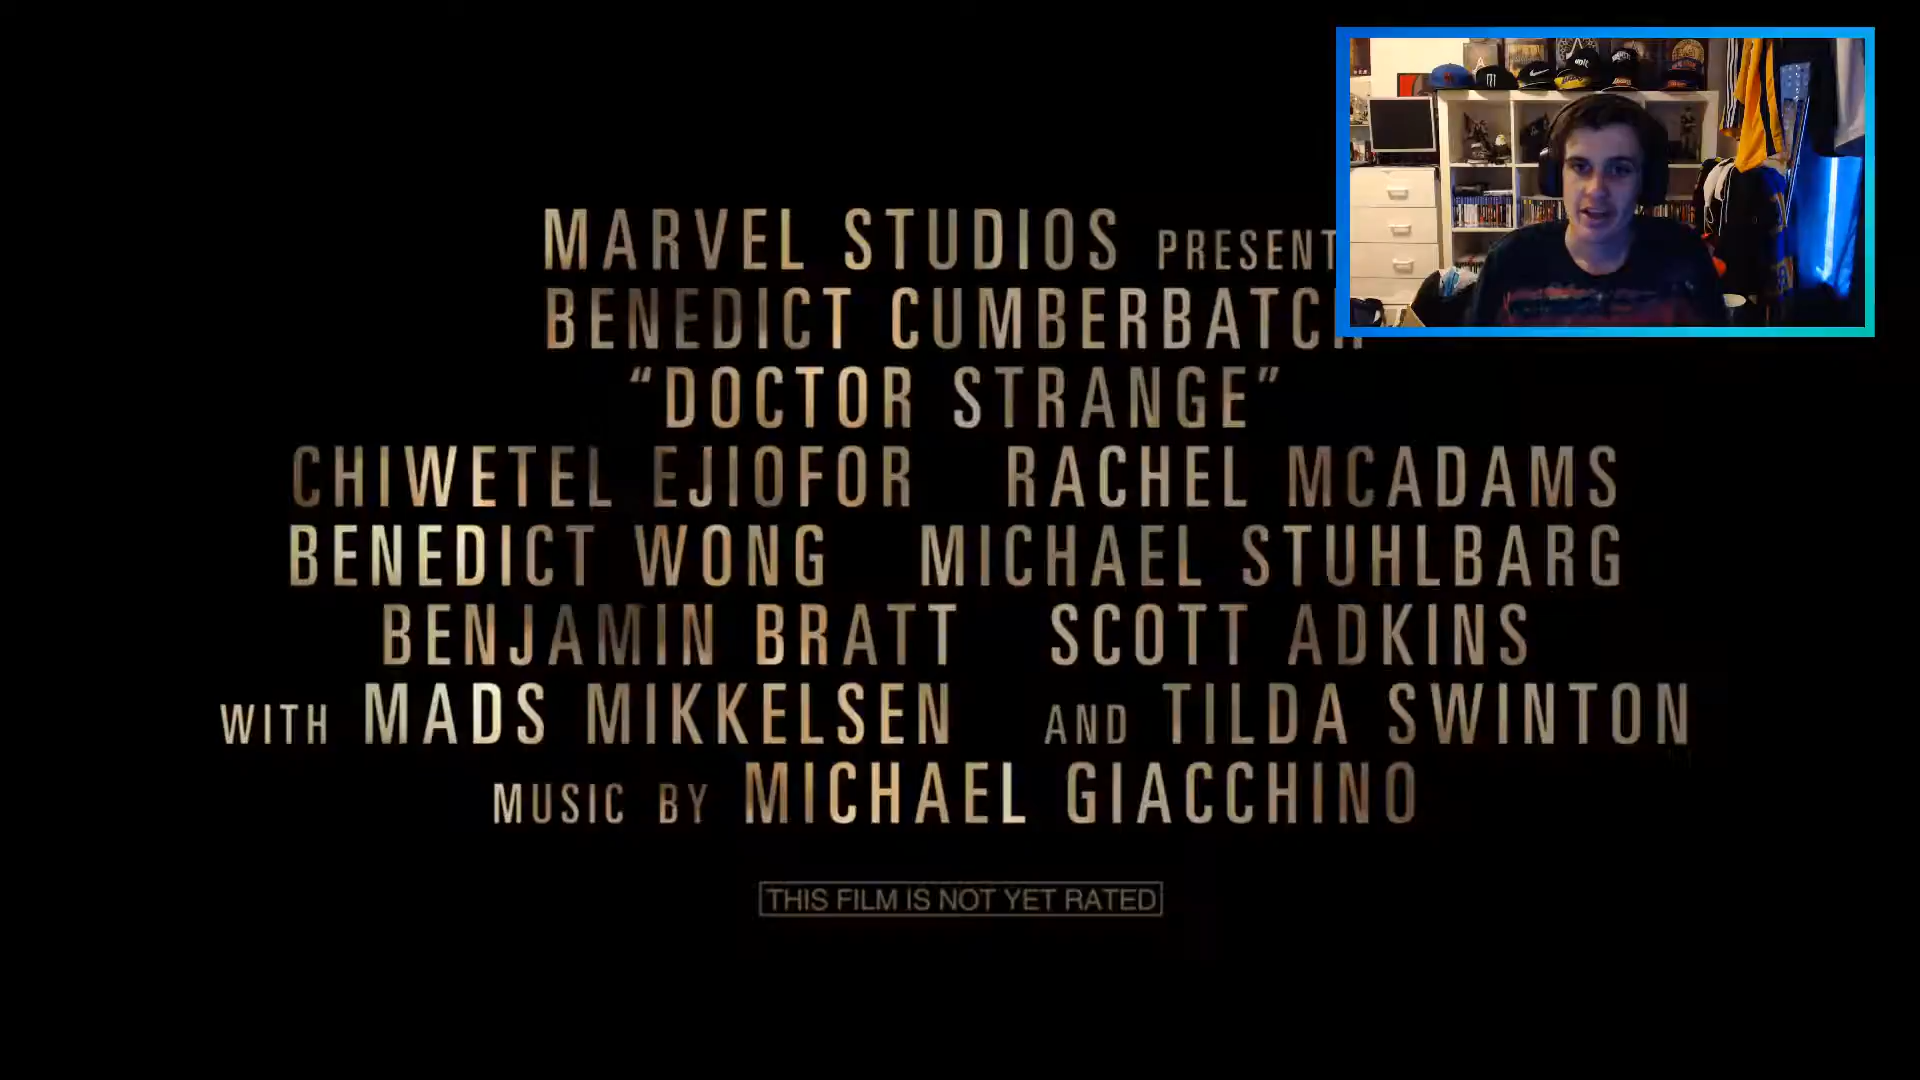 MARVEL STUDIOS PRESENT
BENEDICT CUMBERBATCH
“DOCTOR STRANGE”
CHIWETEL EJIOFOR RACHEL MCADAMS
BENEDICT WONG MICHAEL STUHLBARG
BENJAMIN BRATT SCOTT ADKINS
WITH MADS MIKKELSEN AND TILDA SWINTON
MUSIC BY MICHAEL GIACCHINO
THIS FILM IS NOT YET RATED